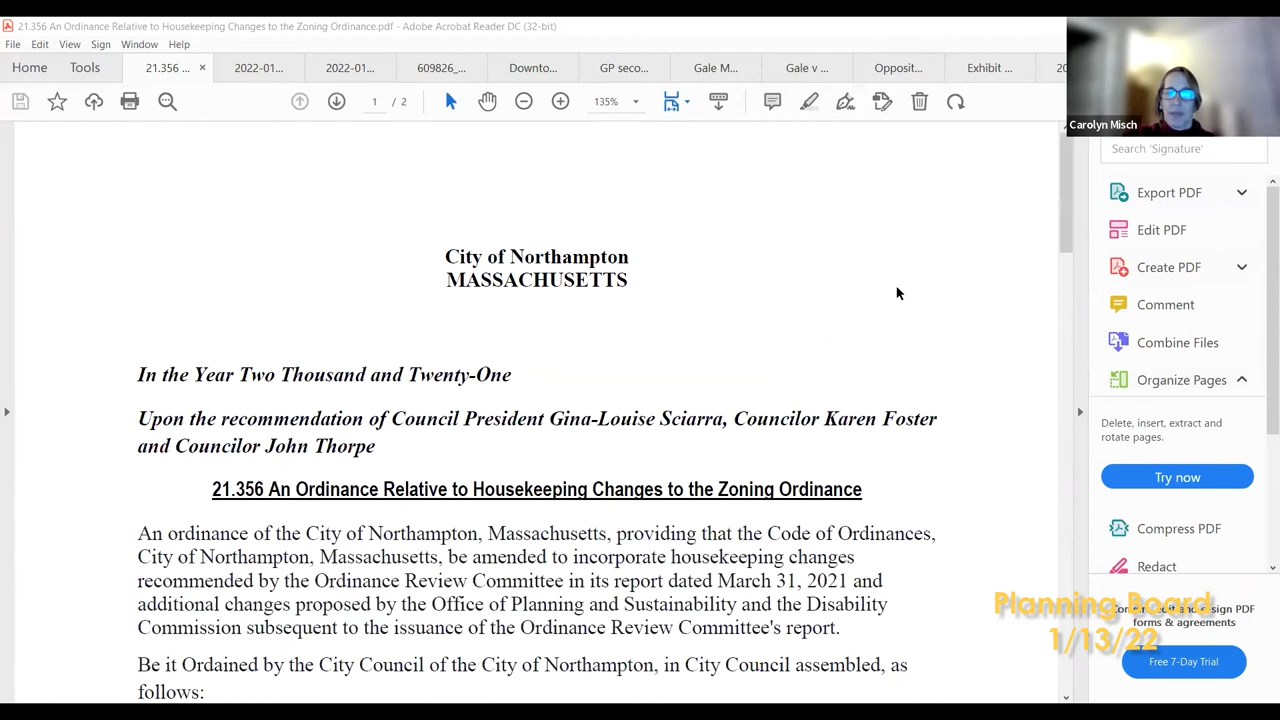 21.356 An Ordinance Relative to Housekeeping Changes to the Zoning Ordinance.pdf - Adobe Acrobat Reader DC (32-bit)
File Edit View Sign Window Help
Home Tools 21.356 ... × 2022-01... 2022-01... 609826_... Downto... GP seco... Gale M... Gale v ... Opposit... Exhibit ... 20
1 / 2 135%
Carolyn Misch
Search 'Signature'
Export PDF
Edit PDF
Create PDF
Comment
Combine Files
Organize Pages
Delete, insert, extract and
rotate pages.
Try now
Compress PDF
Redact
forms & agreements
Free 7-Day Trial
City of Northampton
MASSACHUSETTS
In the Year Two Thousand and Twenty-One
Upon the recommendation of Council President Gina-Louise Sciarra, Councilor Karen Foster
and Councilor John Thorpe
21.356 An Ordinance Relative to Housekeeping Changes to the Zoning Ordinance
An ordinance of the City of Northampton, Massachusetts, providing that the Code of Ordinances,
City of Northampton, Massachusetts, be amended to incorporate housekeeping changes
recommended by the Ordinance Review Committee in its report dated March 31, 2021 and
additional changes proposed by the Office of Planning and Sustainability and the Disability
Commission subsequent to the issuance of the Ordinance Review Committee's report.
Be it Ordained by the City Council of the City of Northampton, in City Council assembled, as
follows:
Planning Board
1/13/22